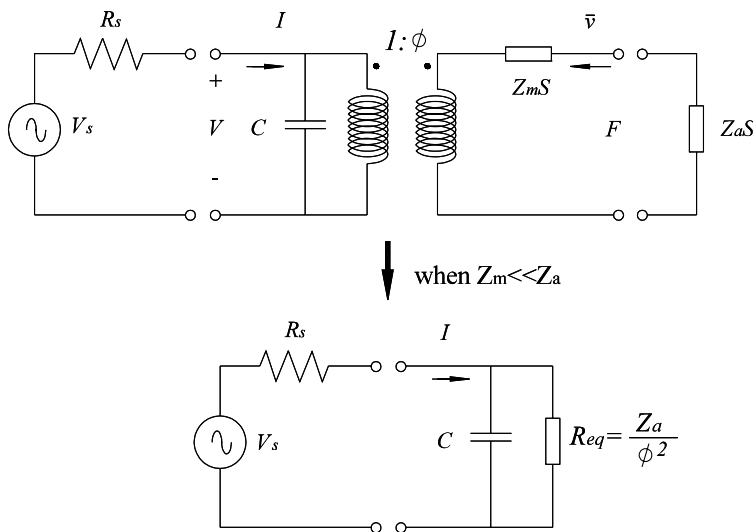 Rs
I
1:ϕ
v̄
+
ZmS
Vs
V
C
F
ZaS
-
when Zm<<Za
Rs
I
Vs
C
Req= Za
ϕ2